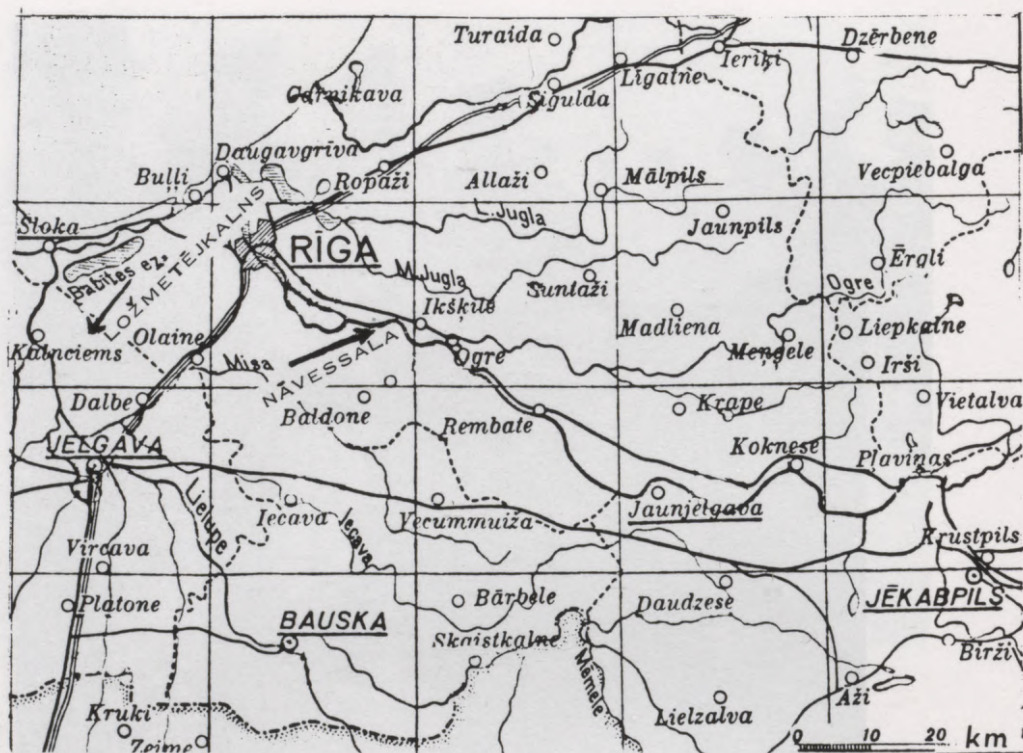 Turaida
Dzērbene
Ieriķi
Līgatne
Sigulda
Carnikava
Daugavgrīva
Bulli
Ropaži
Allaži
Mālpils
Vecpiebalga
Sloka
L. Jugla
Jaunpils
RĪGA
Babītes ez.
LOŽMETĒJKALNS
M. Jugla
Suntaži
Ērgli
Ogre
Ikšķile
Olaine
Madliena
Liepkalne
Kalnciems
Misa
NĀVESSALA
Ogre
Meņģele
Irši
Dalbe
Baldone
Rembate
Krape
Vietalva
JELGAVA
Koknese
Pļaviņas
Lielupe
Iecava
Iecava
Vecummuiža
Jaunjelgava
Vircava
Krustpils
Platone
Bārbele
Daudzese
JĒKABPILS
BAUSKA
Skaistkalne
Mēmele
Birži
Aži
Kruki
Lielzalva
Žeime
0 10 20 km